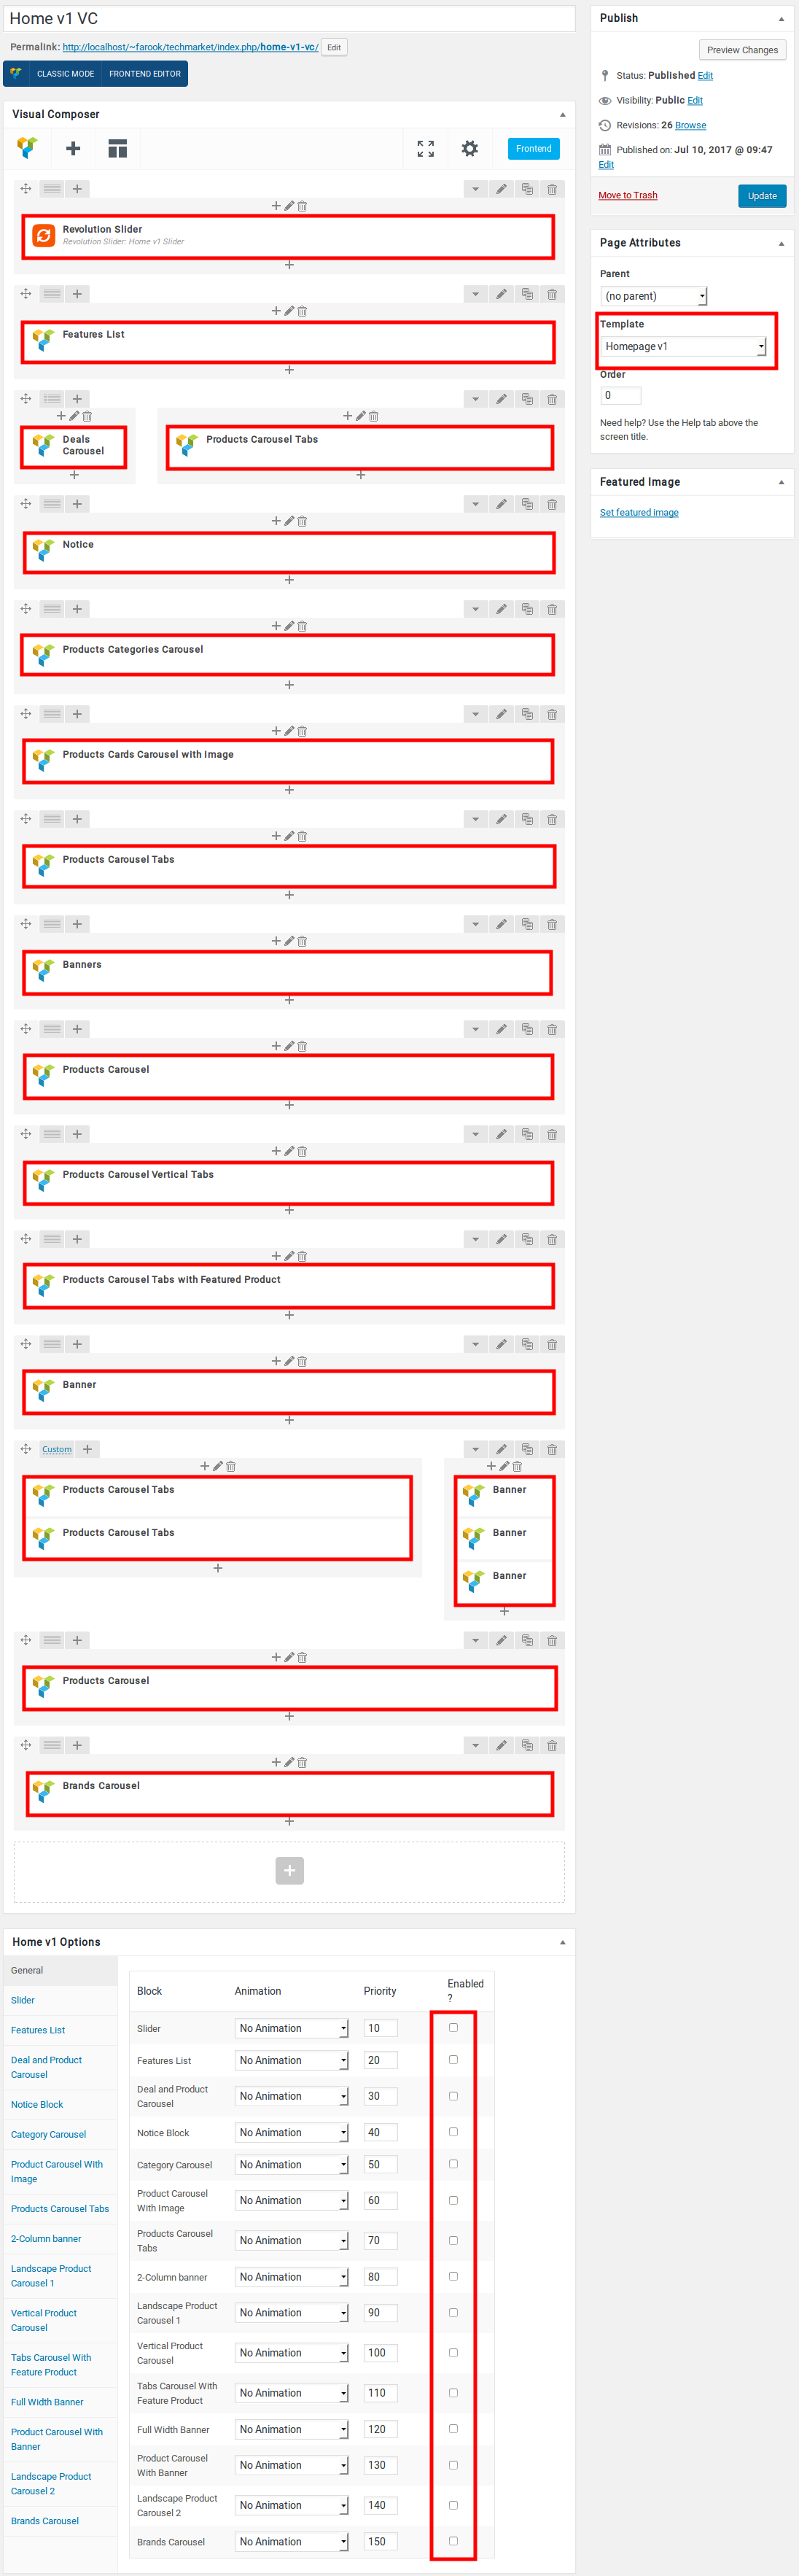 Home v1 VC
Permalink: http://localhost/~farook/techmarket/index.php/home-v1-vc/ Edit
CLASSIC MODE FRONTEND EDITOR
Visual Composer
Frontend
Revolution Slider
Revolution Slider: Home v1 Slider
Features List
Deals
Carousel
Products Carousel Tabs
Notice
Products Categories Carousel
Products Cards Carousel with Image
Products Carousel Tabs
Banners
Products Carousel
Products Carousel Vertical Tabs
Products Carousel Tabs with Featured Product
Banner
Custom
Products Carousel Tabs
Products Carousel Tabs
Banner
Banner
Banner
Products Carousel
Brands Carousel
Home v1 Options
General
Slider
Features List
Deal and Product
Carousel
Notice Block
Category Carousel
Product Carousel With
Image
Products Carousel Tabs
2-Column banner
Landscape Product
Carousel 1
Vertical Product
Carousel
Tabs Carousel With
Feature Product
Full Width Banner
Product Carousel With
Banner
Landscape Product
Carousel 2
Brands Carousel
Block Animation Priority Enabled
?
Slider No Animation 10
Features List No Animation 20
Deal and Product
Carousel No Animation 30
Notice Block No Animation 40
Category Carousel No Animation 50
Product Carousel
With Image No Animation 60
Products Carousel
Tabs No Animation 70
2-Column banner No Animation 80
Landscape Product
Carousel 1 No Animation 90
Vertical Product
Carousel No Animation 100
Tabs Carousel With
Feature Product No Animation 110
Full Width Banner No Animation 120
Product Carousel
With Banner No Animation 130
Landscape Product
Carousel 2 No Animation 140
Brands Carousel No Animation 150
Publish
Preview Changes
Status: Published Edit
Visibility: Public Edit
Revisions: 26 Browse
Published on: Jul 10, 2017 @ 09:47
Edit
Move to Trash Update
Page Attributes
Parent
(no parent)
Template
Homepage v1
Order
0
Need help? Use the Help tab above the
screen title.
Featured Image
Set featured image